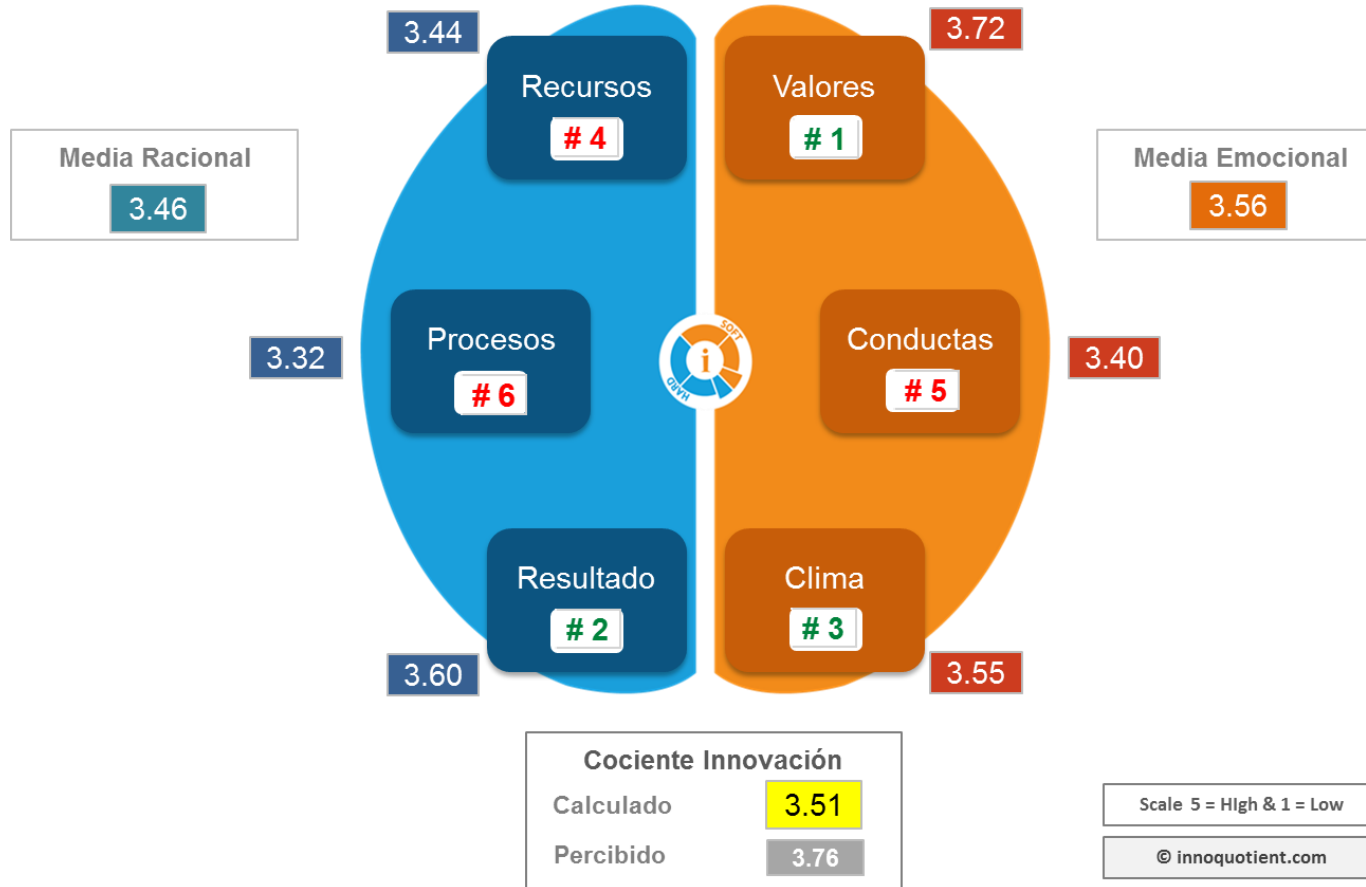 3.44
3.72
Recursos
# 4
Valores
# 1
Media Racional
3.46
Media Emocional
3.56
3.32
Procesos
# 6
SOFT
i
HARD
Conductas
# 5
3.40
Resultado
# 2
Clima
# 3
3.60
3.55
Cociente Innovación
Calculado 3.51
Percibido 3.76
Scale 5 = HIgh & 1 = Low
© innoquotient.com